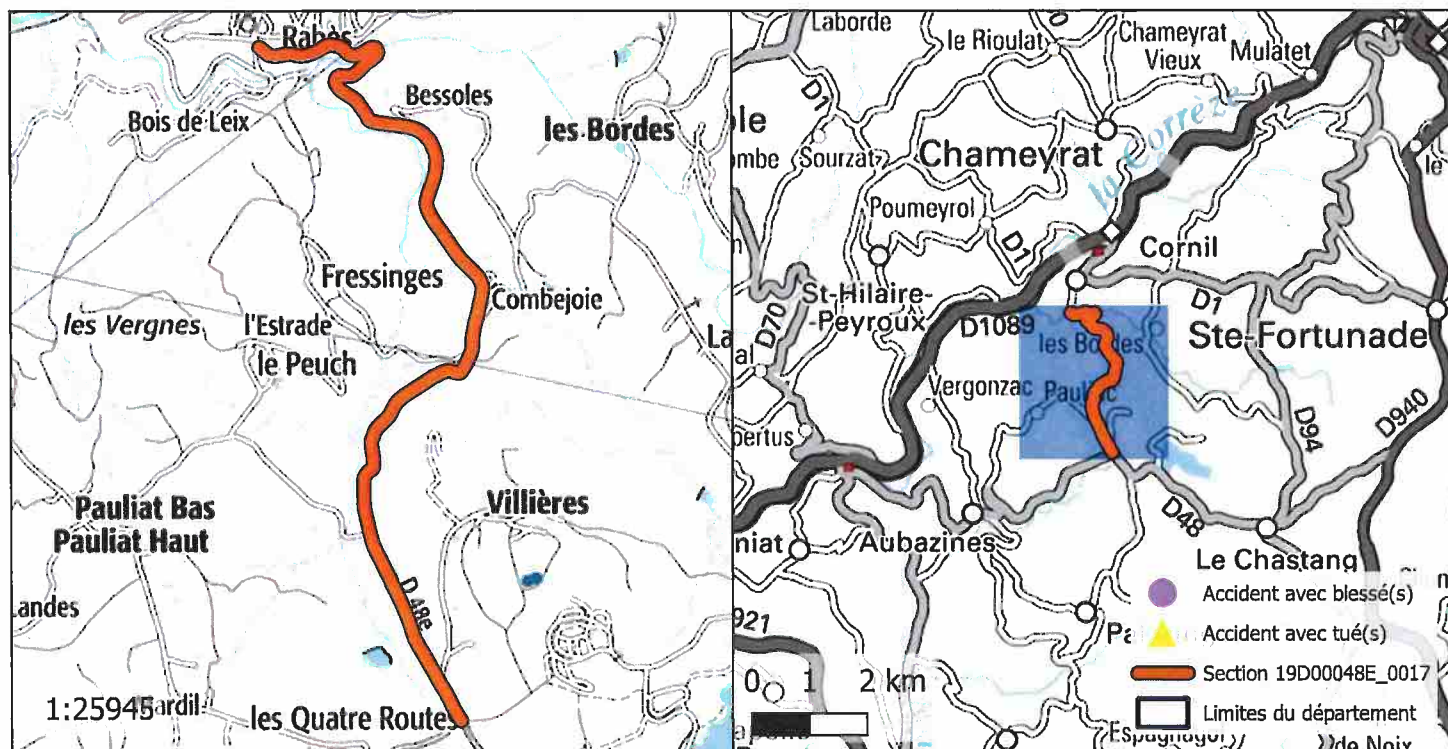 Rabès
Bessoles
Bois de Leix
les Bordes
Fressinges
Combejoie
les Vergnes
l'Estrade
le Peuch
Villières
Pauliat Bas
Pauliat Haut
D 48e
1:25945
les Quatre Routes
Laborde
le Rioulat
Chameyrat
Vieux
Mulatet
D1
la Corrèze
Sourzat
Chameyrat
Poumeyrol
D1
Cornil
St-Hilaire-
-Peyroux
D70
D1089
D1
les Bordes
Ste-Fortunade
Vergonzac
D94
D940
D48
Aubazines
Le Chastang
Accident avec blessé(s)
Accident avec tué(s)
Section 19D00048E_0017
Limites du département
0 1 2 km